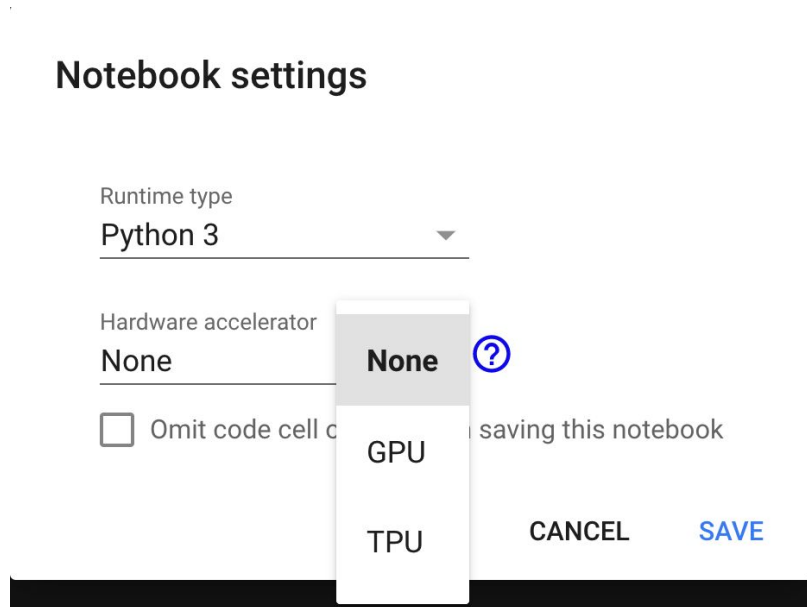 Notebook settings
Runtime type
Python 3
Hardware accelerator
None
None
Omit code cell saving this notebook
GPU
TPU
CANCEL SAVE